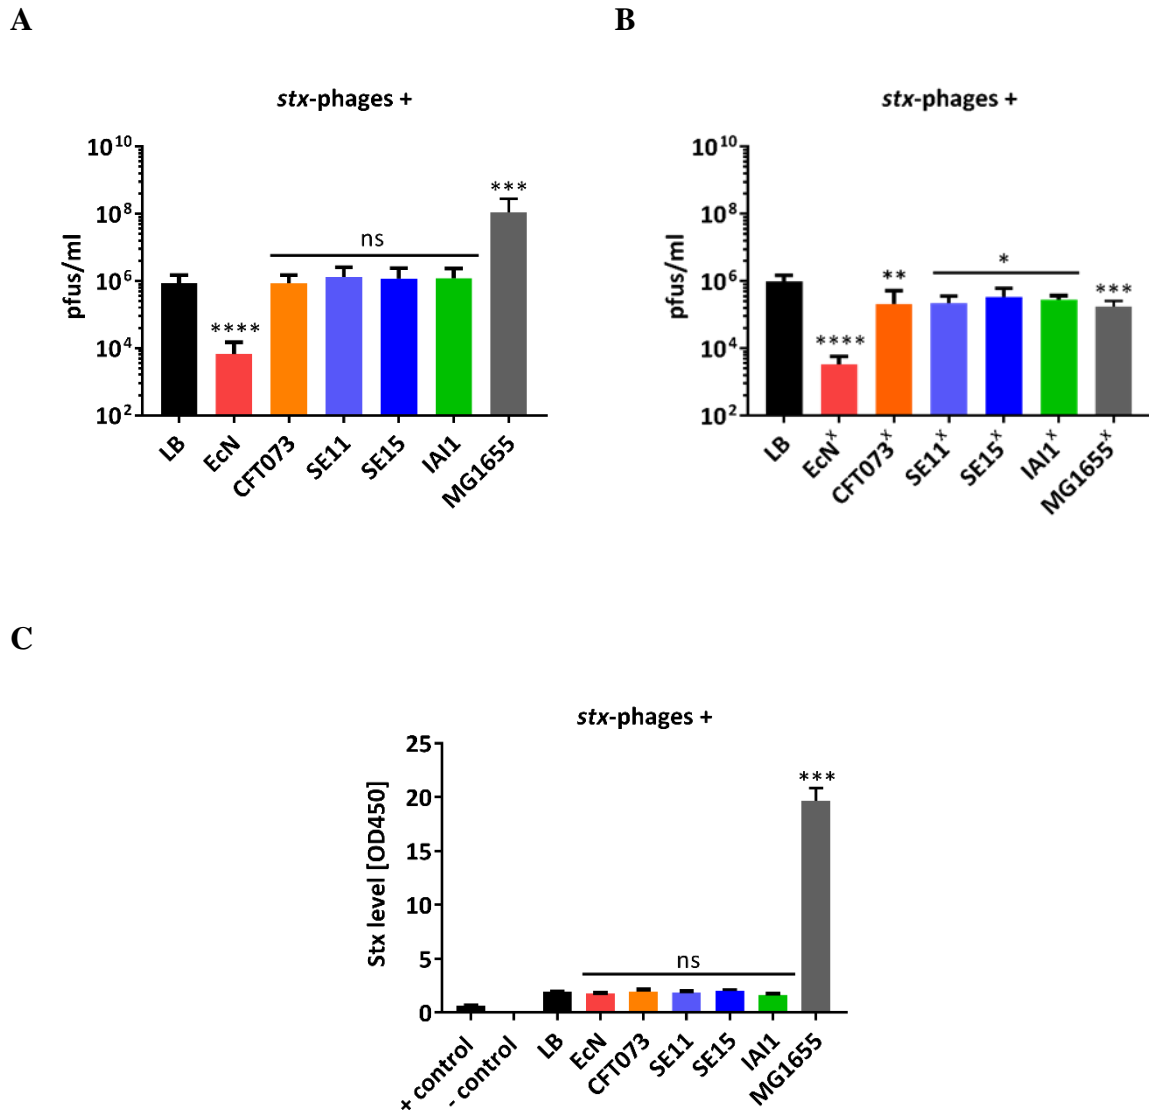 A
stx-phages +
pfus/ml
10^10
10^8
10^6
10^4
10^2
****
ns
***
LB
EcN
CFT073
SE11
SE15
IAI1
MG1655
B
stx-phages +
pfus/ml
10^10
10^8
10^6
10^4
10^2
****
**
*
***
LB
EcN^x
CFT073^x
SE11^x
SE15^x
IAI1^x
MG1655^x
C
stx-phages +
Stx level [OD450]
25
20
15
10
5
0
ns
***
+ control
- control
LB
EcN
CFT073
SE11
SE15
IAI1
MG1655